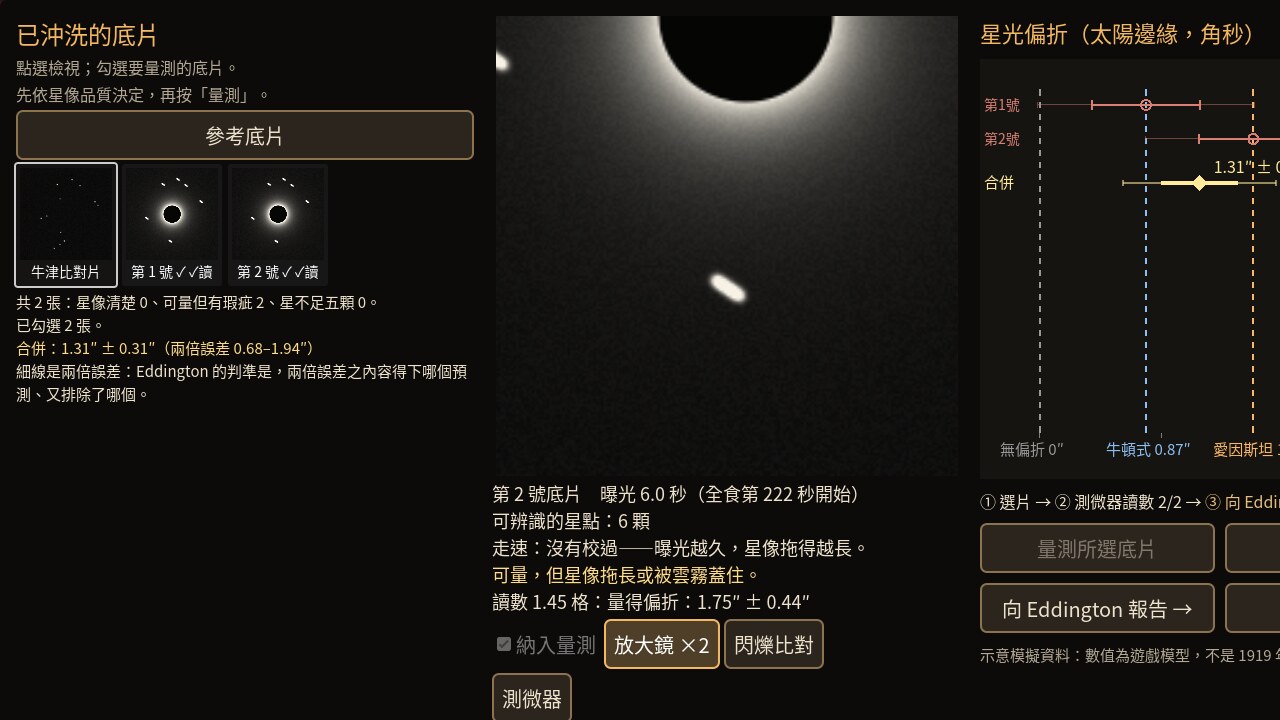 已沖洗的底片
點選檢視；勾選要量測的底片。
先依星像品質決定，再按「量測」。
參考底片
牛津比對片
第 1 號 ✓ ✓讀
第 2 號 ✓ ✓讀
共 2 張：星像清楚 0、可量但有瑕疵 2、星不足五顆 0。
已勾選 2 張。
合併：1.31″ ± 0.31″（兩倍誤差 0.68–1.94″）
細線是兩倍誤差：Eddington 的判準是，兩倍誤差之內容得下哪個預
測、又排除了哪個。
第 2 號底片　曝光 6.0 秒（全食第 222 秒開始）
可辨識的星點：6 顆
走速：沒有校過——曝光越久，星像拖得越長。
可量，但星像拖長或被雲霧蓋住。
讀數 1.45 格：量得偏折：1.75″ ± 0.44″
納入量測
放大鏡 ×2
閃爍比對
測微器
星光偏折（太陽邊緣，角秒）
第1號
第2號
1.31″ ± 0
合併
無偏折 0″
牛頓式 0.87″
愛因斯坦 1
① 選片 → ② 測微器讀數 2/2 → ③ 向 Eddin
量測所選底片
向 Eddington 報告 →
示意模擬資料：數值為遊戲模型，不是 1919 年